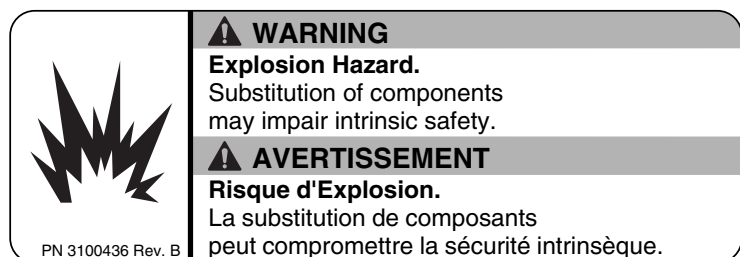 WARNING
Explosion Hazard.
Substitution of components
may impair intrinsic safety.
AVERTISSEMENT
Risque d'Explosion.
La substitution de composants
peut compromettre la sécurité intrinsèque.
PN 3100436 Rev. B